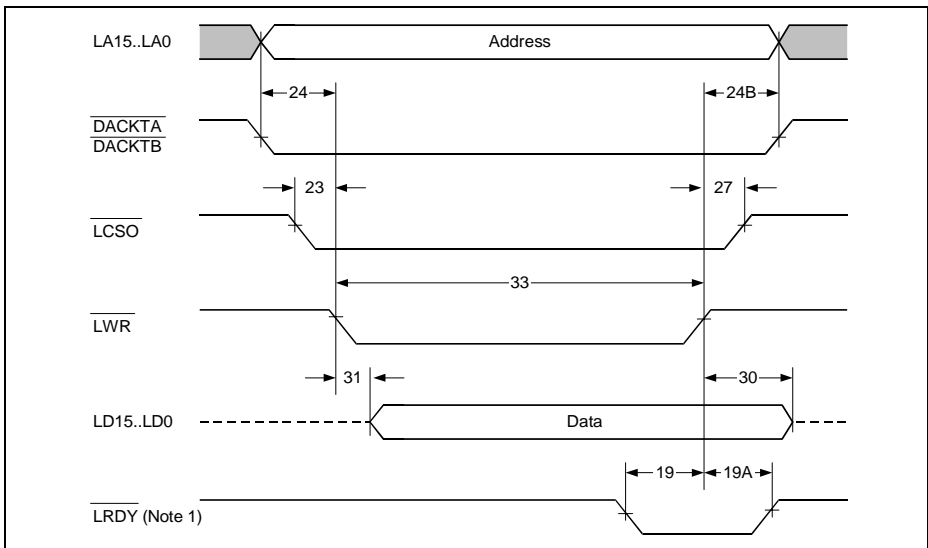 LA15..LA0
Address
24
24B
DACKTA
DACKTB
23
27
LCSO
33
LWR
31
30
LD15..LD0
Data
19
19A
LRDY (Note 1)